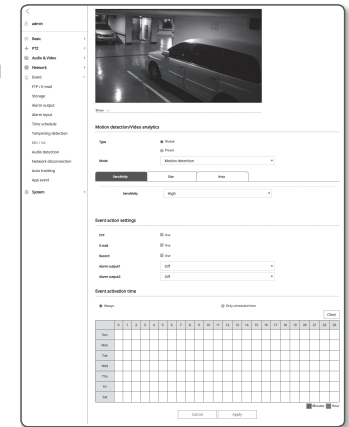 admin
Basic
PTZ
Audio & Video
Network
Event
FTP / E-mail
Storage
Alarm output
Alarm input
Time schedule
Tampering detection
MD / VA
Audio detection
Network disconnection
Auto tracking
App event
System
Show
Motion detection/Video analytics
Type
Global
Preset
Mode
Motion detection
Sensitivity
Size
Area
Sensitivity
High
Event action settings
FTP
Use
E-mail
Use
Record
Use
Alarm output1
Off
Alarm output2
Off
Event activation time
Always
Only scheduled time
Clear
0 1 2 3 4 5 6 7 8 9 10 11 12 13 14 15 16 17 18 19 20 21 22 23
Sun
Mon
Tue
Wed
Thu
Fri
Sat
Minutes
Hour
Cancel
Apply